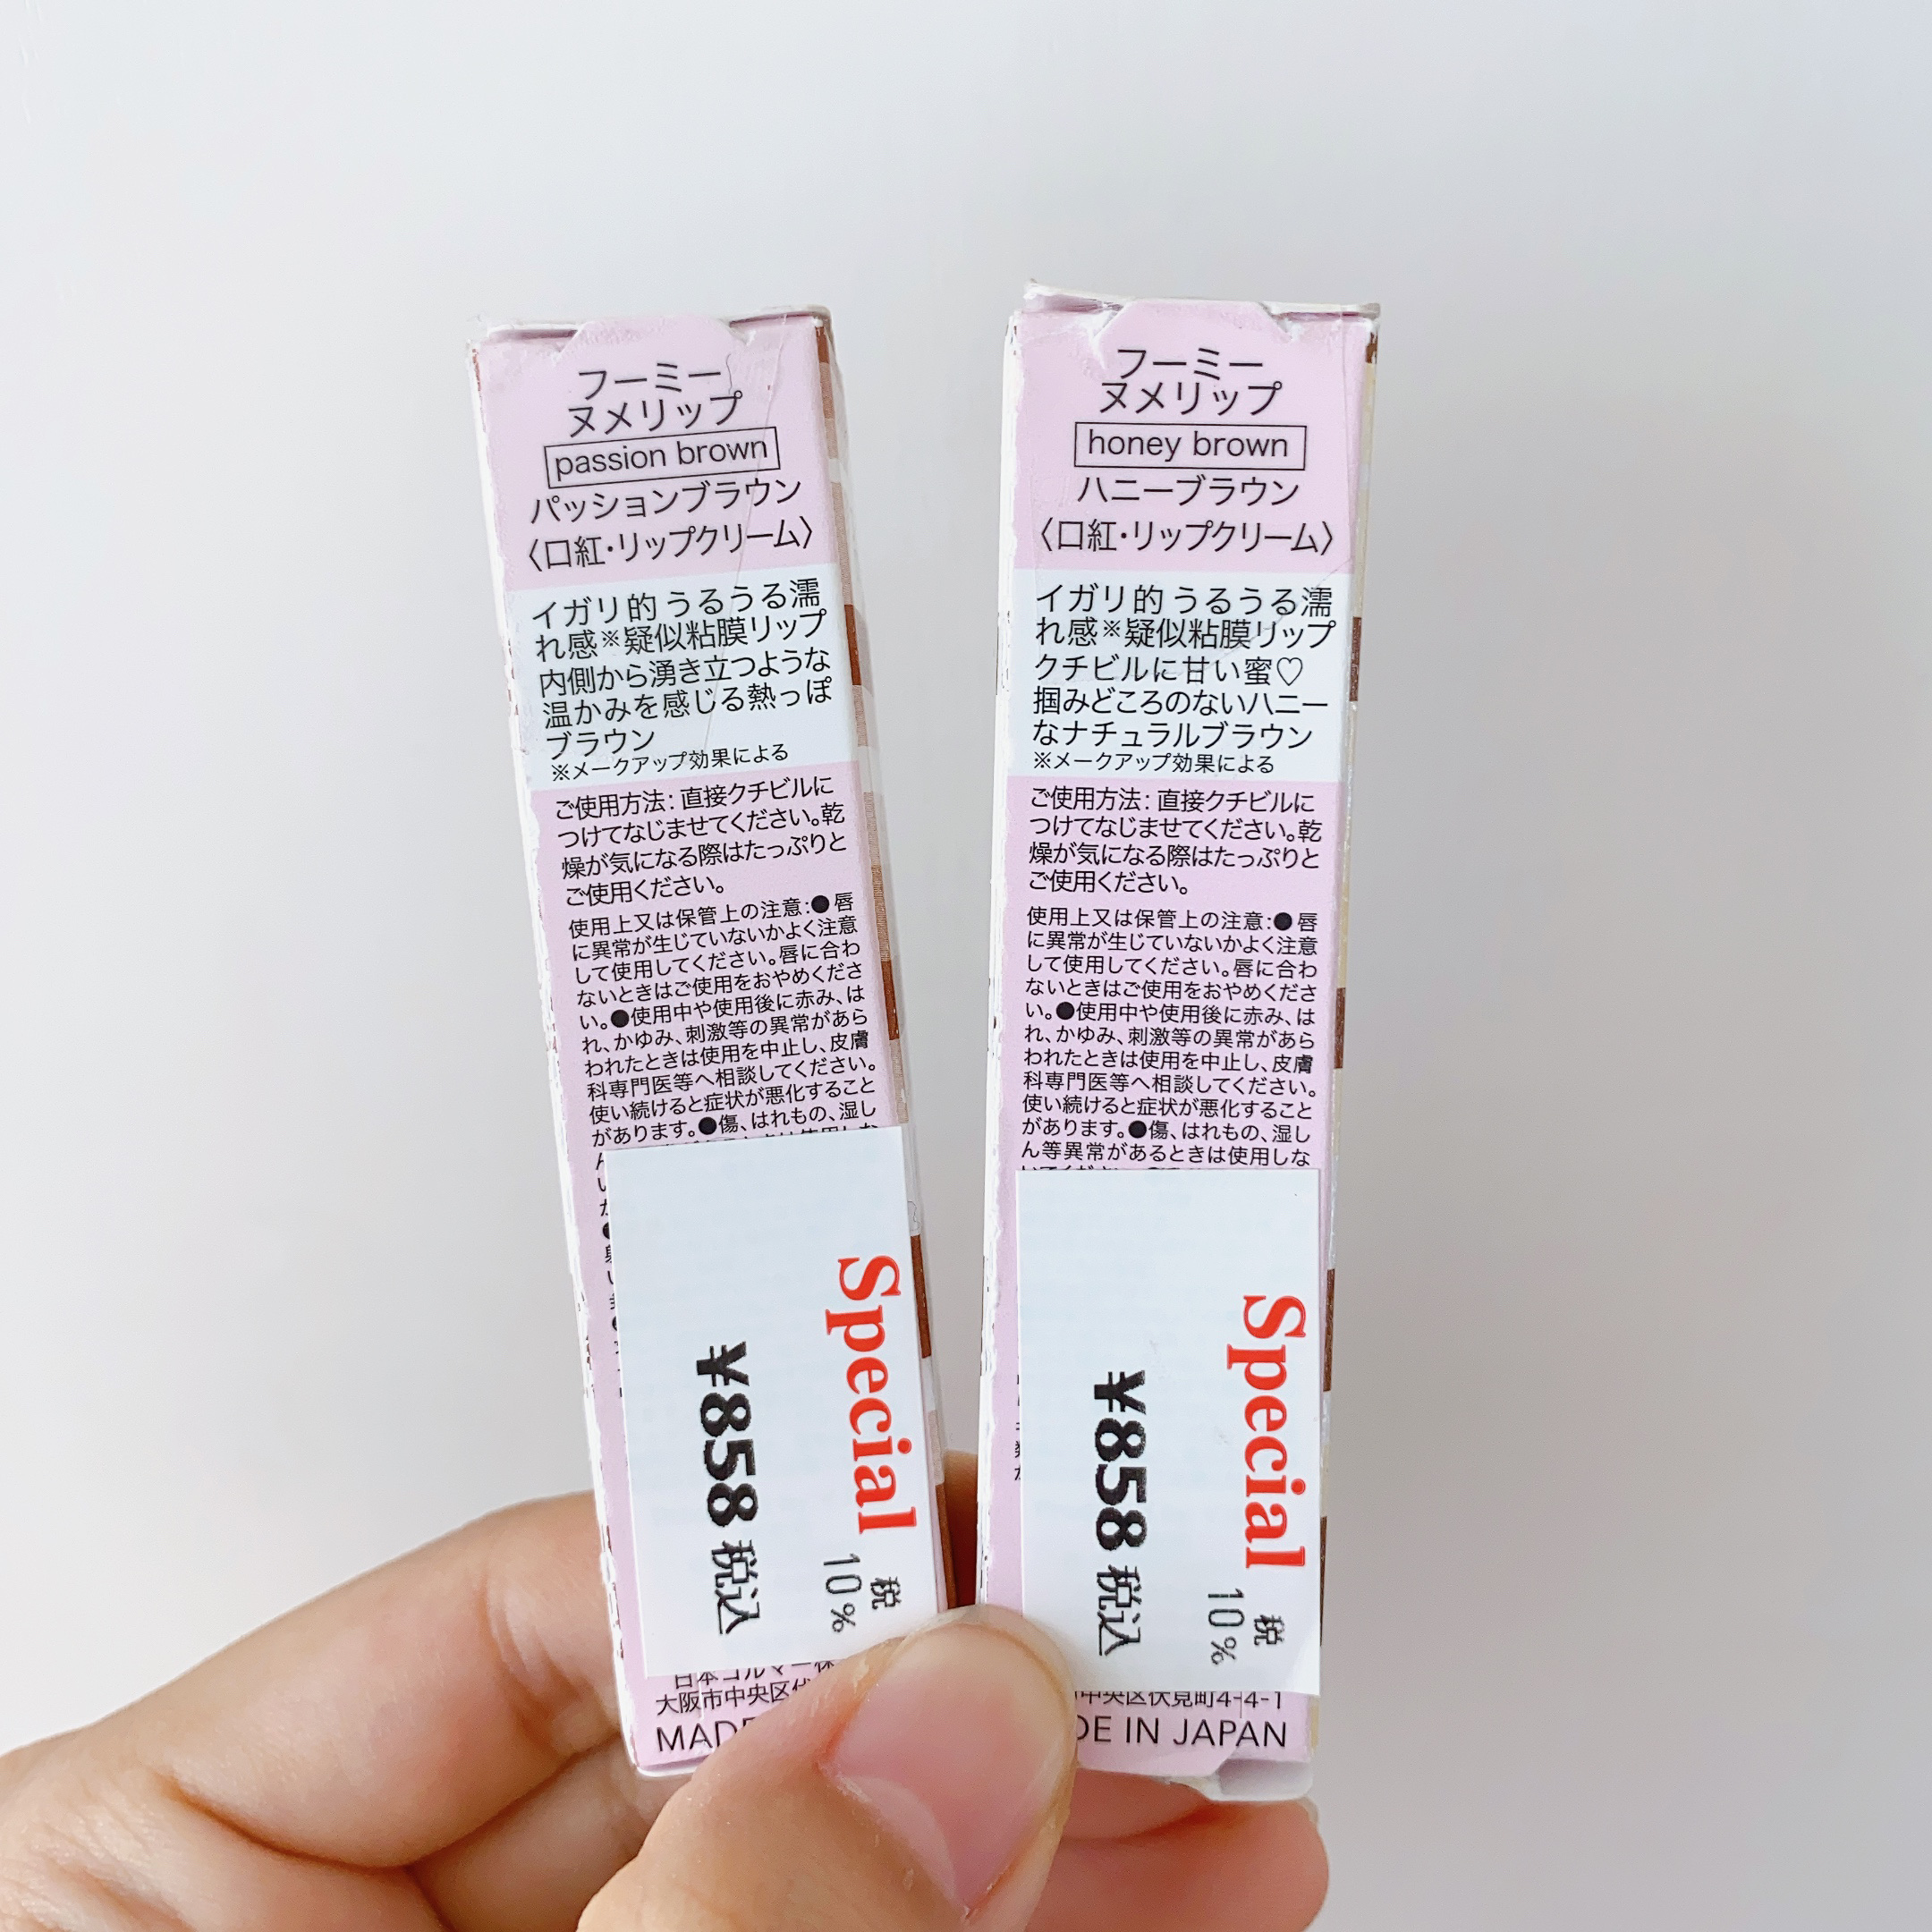 フーミー
ヌメリップ
passion brown
パッションブラウン
〈口紅・リップクリーム〉
イガリ的 うるうる濡
れ感※疑似粘膜リップ
内側から湧き立つような
温かみを感じる熱っぽ
ブラウン
※メークアップ効果による
ご使用方法：直接クチビルに
つけてなじませてください。乾
燥が気になる際はたっぷりと
ご使用ください。
使用上又は保管上の注意：●唇
に異常が生じていないかよく注意
して使用してください。唇に合わ
ないときはご使用をおやめくださ
い。●使用中や使用後に赤み、は
れ、かゆみ、刺激等の異常があら
われたときは使用を中止し、皮膚
科専門医等へ相談してください。
使い続けると症状が悪化すること
があります。●傷、はれもの、湿し
Special
税
10%
¥858 税込
大阪市中央区
フーミー
ヌメリップ
honey brown
ハニーブラウン
〈口紅・リップクリーム〉
イガリ的 うるうる濡
れ感※疑似粘膜リップ
クチビルに甘い蜜♡
掴みどころのないハニー
なナチュラルブラウン
※メークアップ効果による
ご使用方法：直接クチビルに
つけてなじませてください。乾
燥が気になる際はたっぷりと
ご使用ください。
使用上又は保管上の注意：●唇
に異常が生じていないかよく注意
して使用してください。唇に合わ
ないときはご使用をおやめくださ
い。●使用中や使用後に赤み、は
れ、かゆみ、刺激等の異常があら
われたときは使用を中止し、皮膚
科専門医等へ相談してください。
使い続けると症状が悪化すること
があります。●傷、はれもの、湿し
ん等異常があるときは使用しな
Special
税
10%
¥858 税込
中央区伏見町4-4-1
IN JAPAN